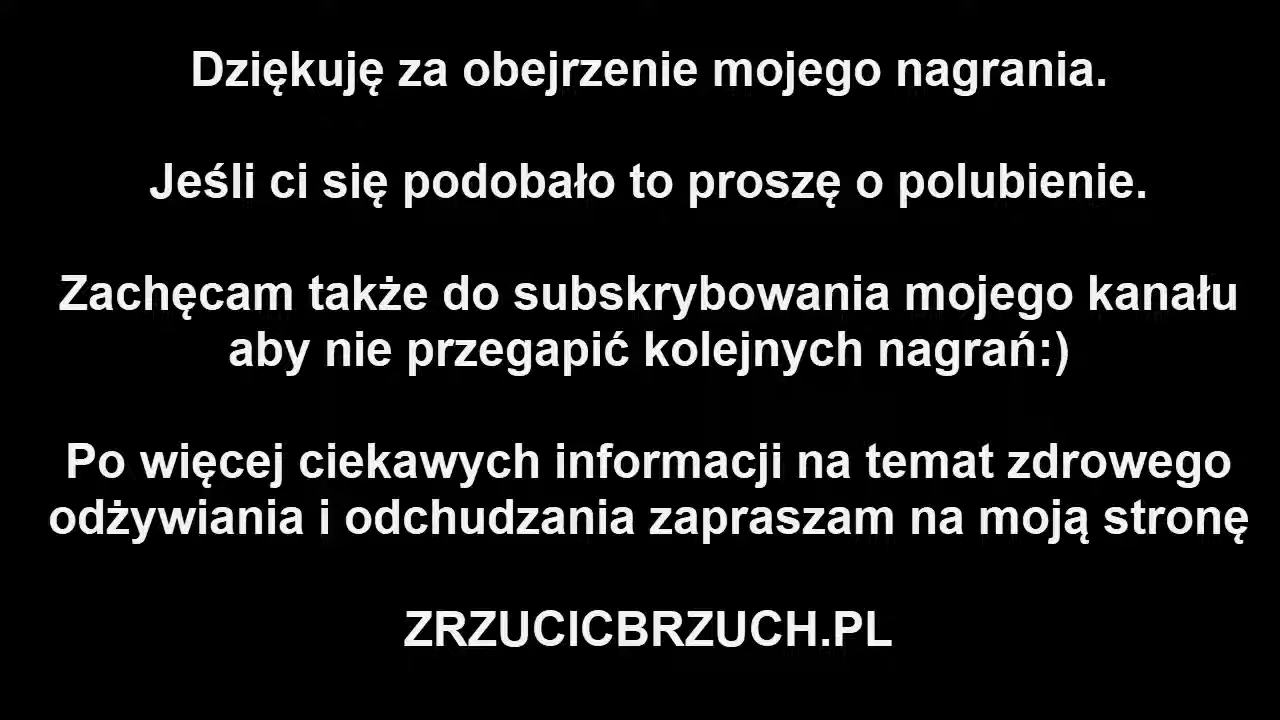 Dziękuję za obejrzenie mojego nagrania.
Jeśli ci się podobało to proszę o polubienie.
Zachęcam także do subskrybowania mojego kanału
aby nie przegapić kolejnych nagrań:)
Po więcej ciekawych informacji na temat zdrowego
odżywiania i odchudzania zapraszam na moją stronę
ZRZUCICBRZUCH.PL